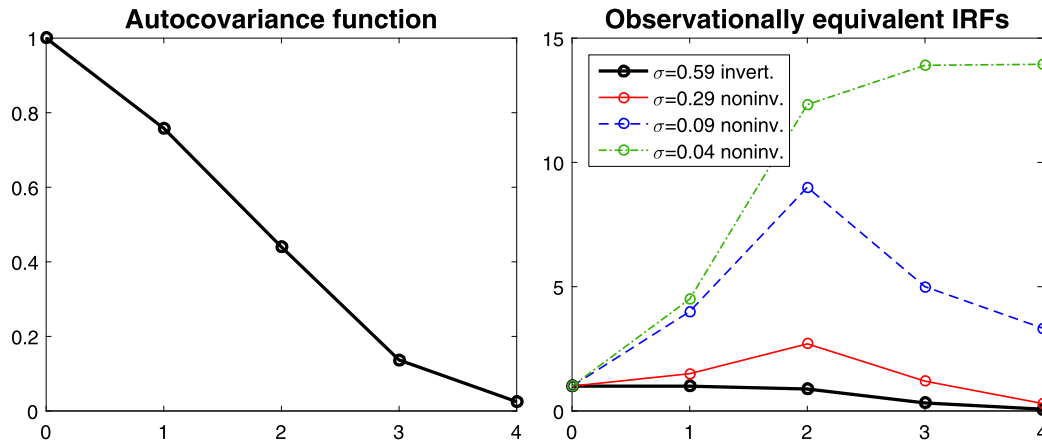 Autocovariance function
1
0.8
0.6
0.4
0.2
0
0 1 2 3 4
Observationally equivalent IRFs
15
10
5
0
σ=0.59 invert.
σ=0.29 noninv.
σ=0.09 noninv.
σ=0.04 noninv.
0 1 2 3 4